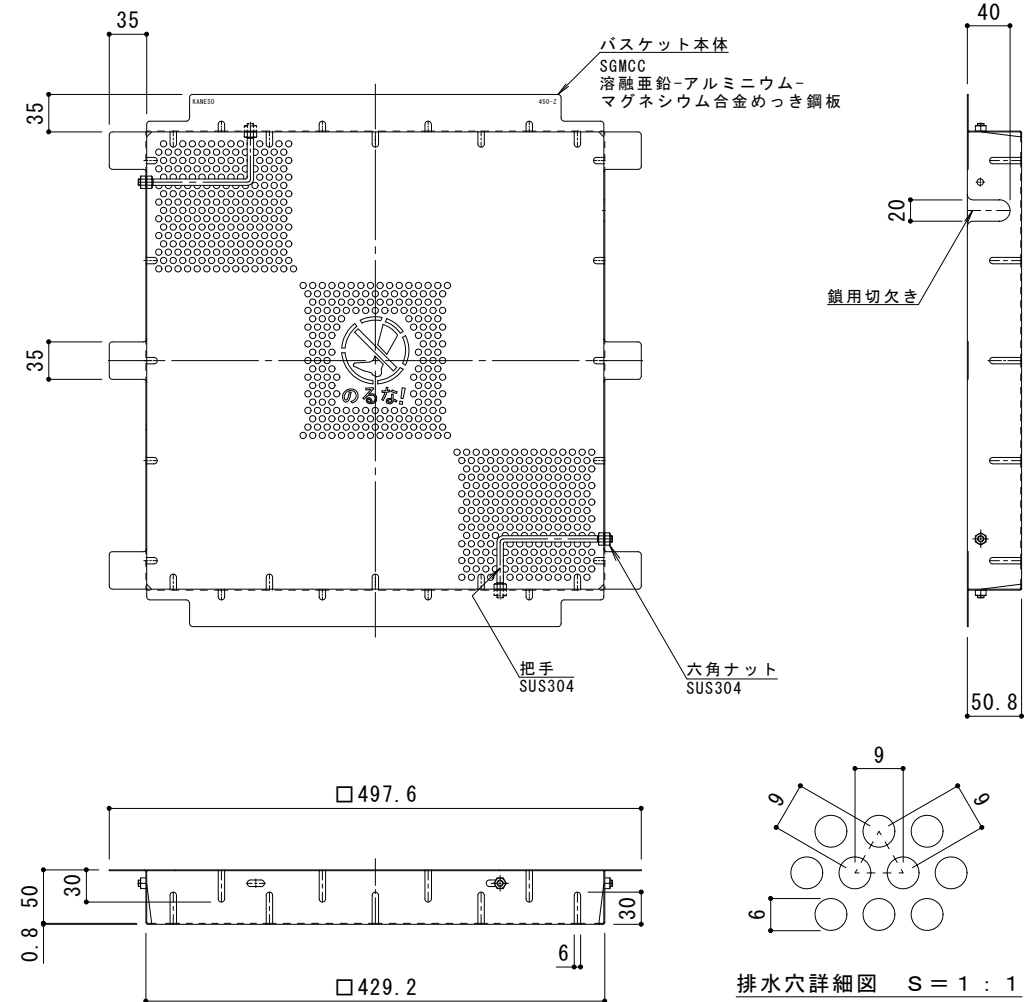 35
40
バスケット本体
SGMCC
溶融亜鉛-アルミニウム-
マグネシウム合金めっき鋼板
35
KANESO
450-Z
20
鎖用切欠き
35
のるな!
把手
SUS304
六角ナット
SUS304
50.8
9
□497.6
9
9
50
30
30
6
0.8
6
□429.2
排水穴詳細図 S=1:1